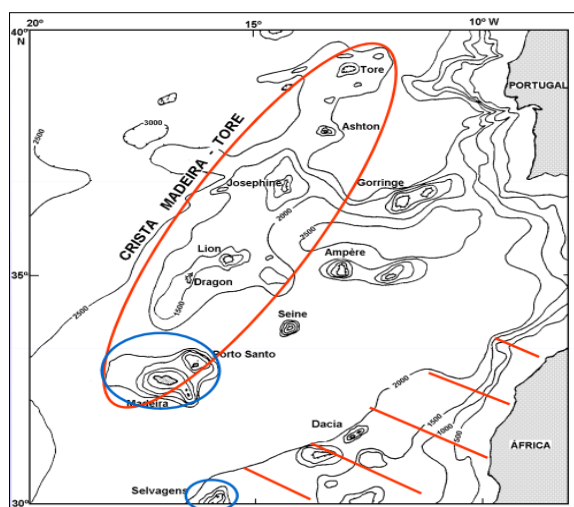 20°
15°
10° W
40°
N
Tore
PORTUGAL
3000
2500
Ashton
CRISTA MADEIRA - TORE
Josephine
Gorringe
2000
2500
Lion
Ampère
Dragon
35°
2500
1500
Seine
Porto Santo
Madeira
2000
1500
1000
500
Dacia
ÁFRICA
Selvagens
30°